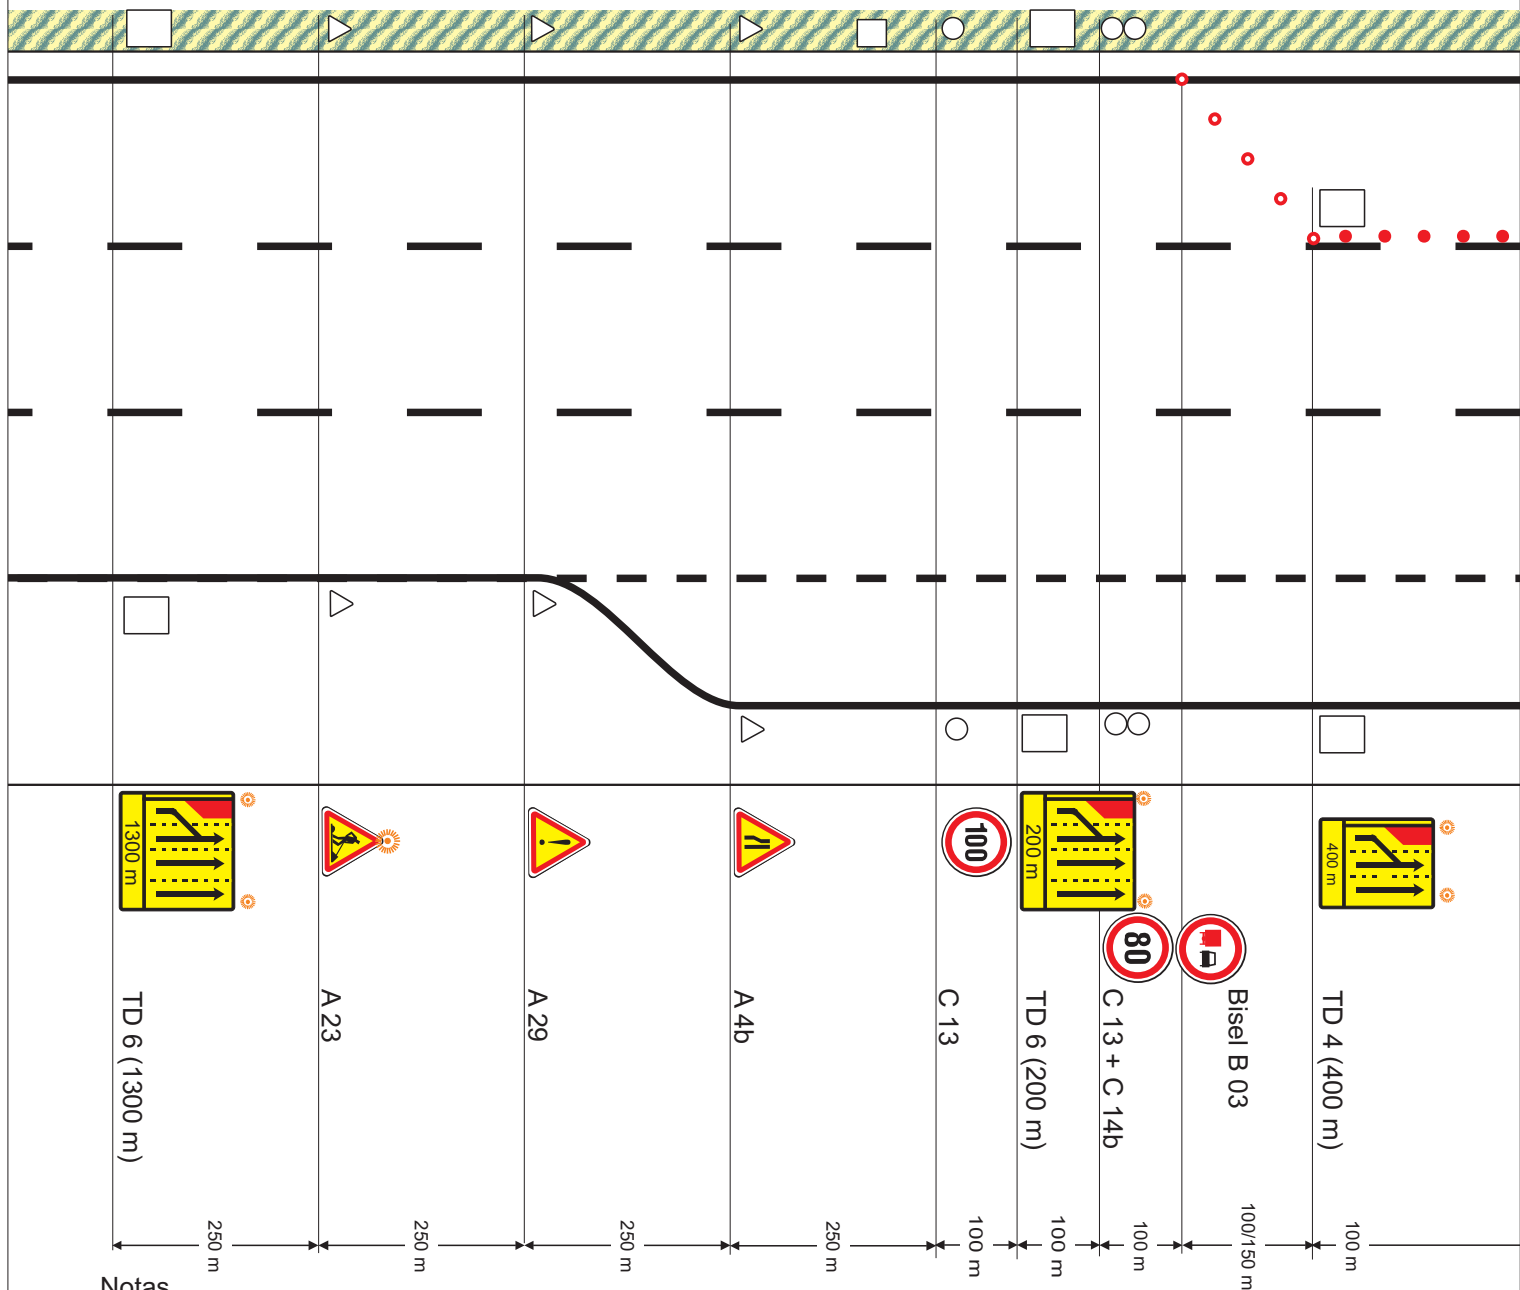 1300 m
100
200 m
80
400 m
TD 6 (1300 m)
A 23
A 29
A 4b
C 13
TD 6 (200 m)
C 13 + C 14b
Bisel B 03
TD 4 (400 m)
250 m
250 m
250 m
250 m
100 m
100 m
100 m
100/150 m
100 m
Notas